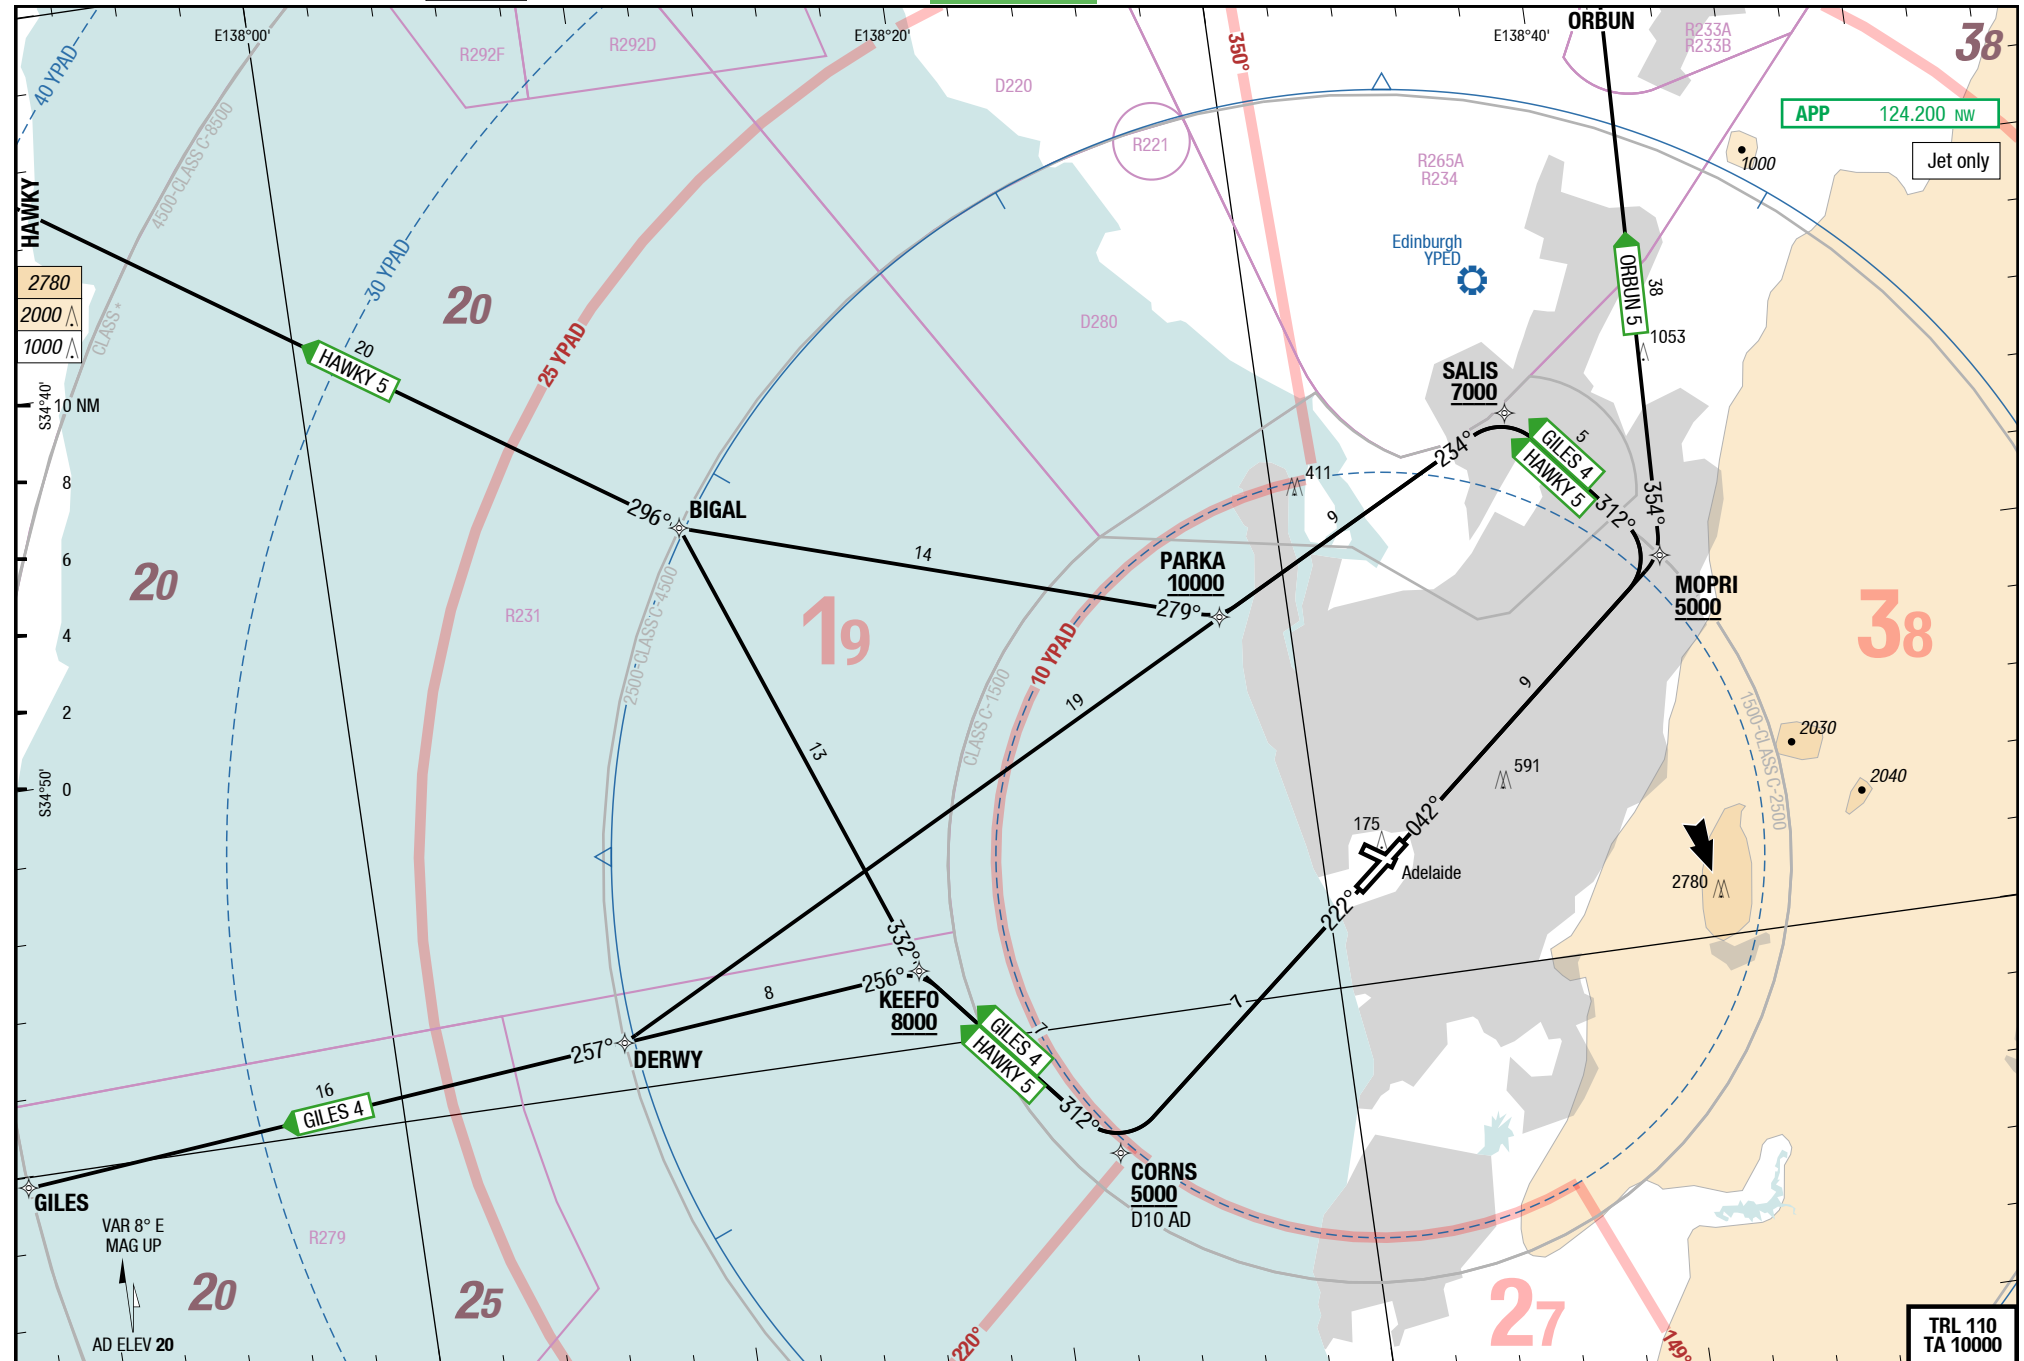 ORBUN
E138°00'
E138°20'
E138°40'
R292F
R292D
R233A
R233B
38
40 YPAD
350°
D220
APP 124.200 NW
4500-CLASS C-8500
R221
R265A
R234
1000
Jet only
HAWKY
30 YPAD
Edinburgh
YPED
2780
2000
1000
CLASS *
20
D280
ORBUN 5
38
1053
25 YPAD
20
HAWKY 5
SALIS
7000
S34°40'
10 NM
234°
5
GILES 4
HAWKY 5
8
411
296°
BIGAL
312°
354°
9
14
6
PARKA
10000
20
279°
MOPRI
5000
2500-CLASS C-4500
R231
19
38
4
10 YPAD
2
19
9
CLASS C-1500
1500-CLASS C-2500
2030
13
591
2040
S34°50'
0
175
042°
Adelaide
2780
222°
332°
256°
KEEFO
8000
8
7
7
GILES 4
HAWKY 5
257°
DERWY
16
GILES 4
312°
CORNS
5000
D10 AD
GILES
VAR 8° E
MAG UP
R279
20
25
27
AD ELEV 20
220°
149°
TRL 110
TA 10000